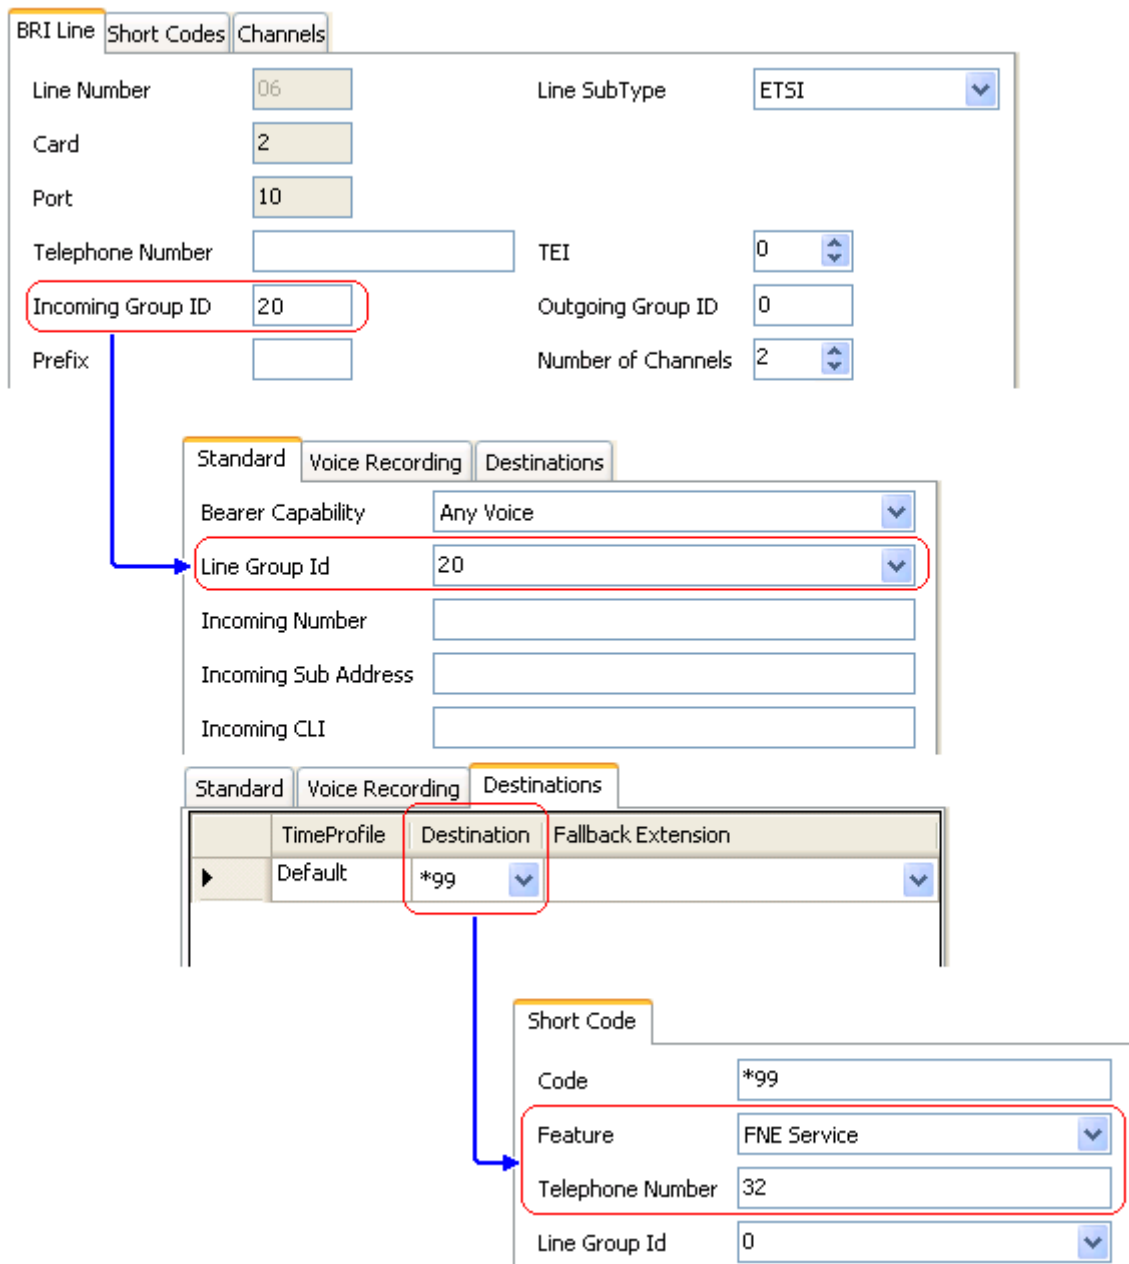 BRI Line Short Codes Channels
Line Number 06 Line SubType ETSI
Card 2
Port 10
Telephone Number TEI 0
Incoming Group ID 20 Outgoing Group ID 0
Prefix Number of Channels 2
Standard Voice Recording Destinations
Bearer Capability Any Voice
Line Group Id 20
Incoming Number
Incoming Sub Address
Incoming CLI
Standard Voice Recording Destinations
TimeProfile Destination Fallback Extension
Default *99
Short Code
Code *99
Feature FNE Service
Telephone Number 32
Line Group Id 0